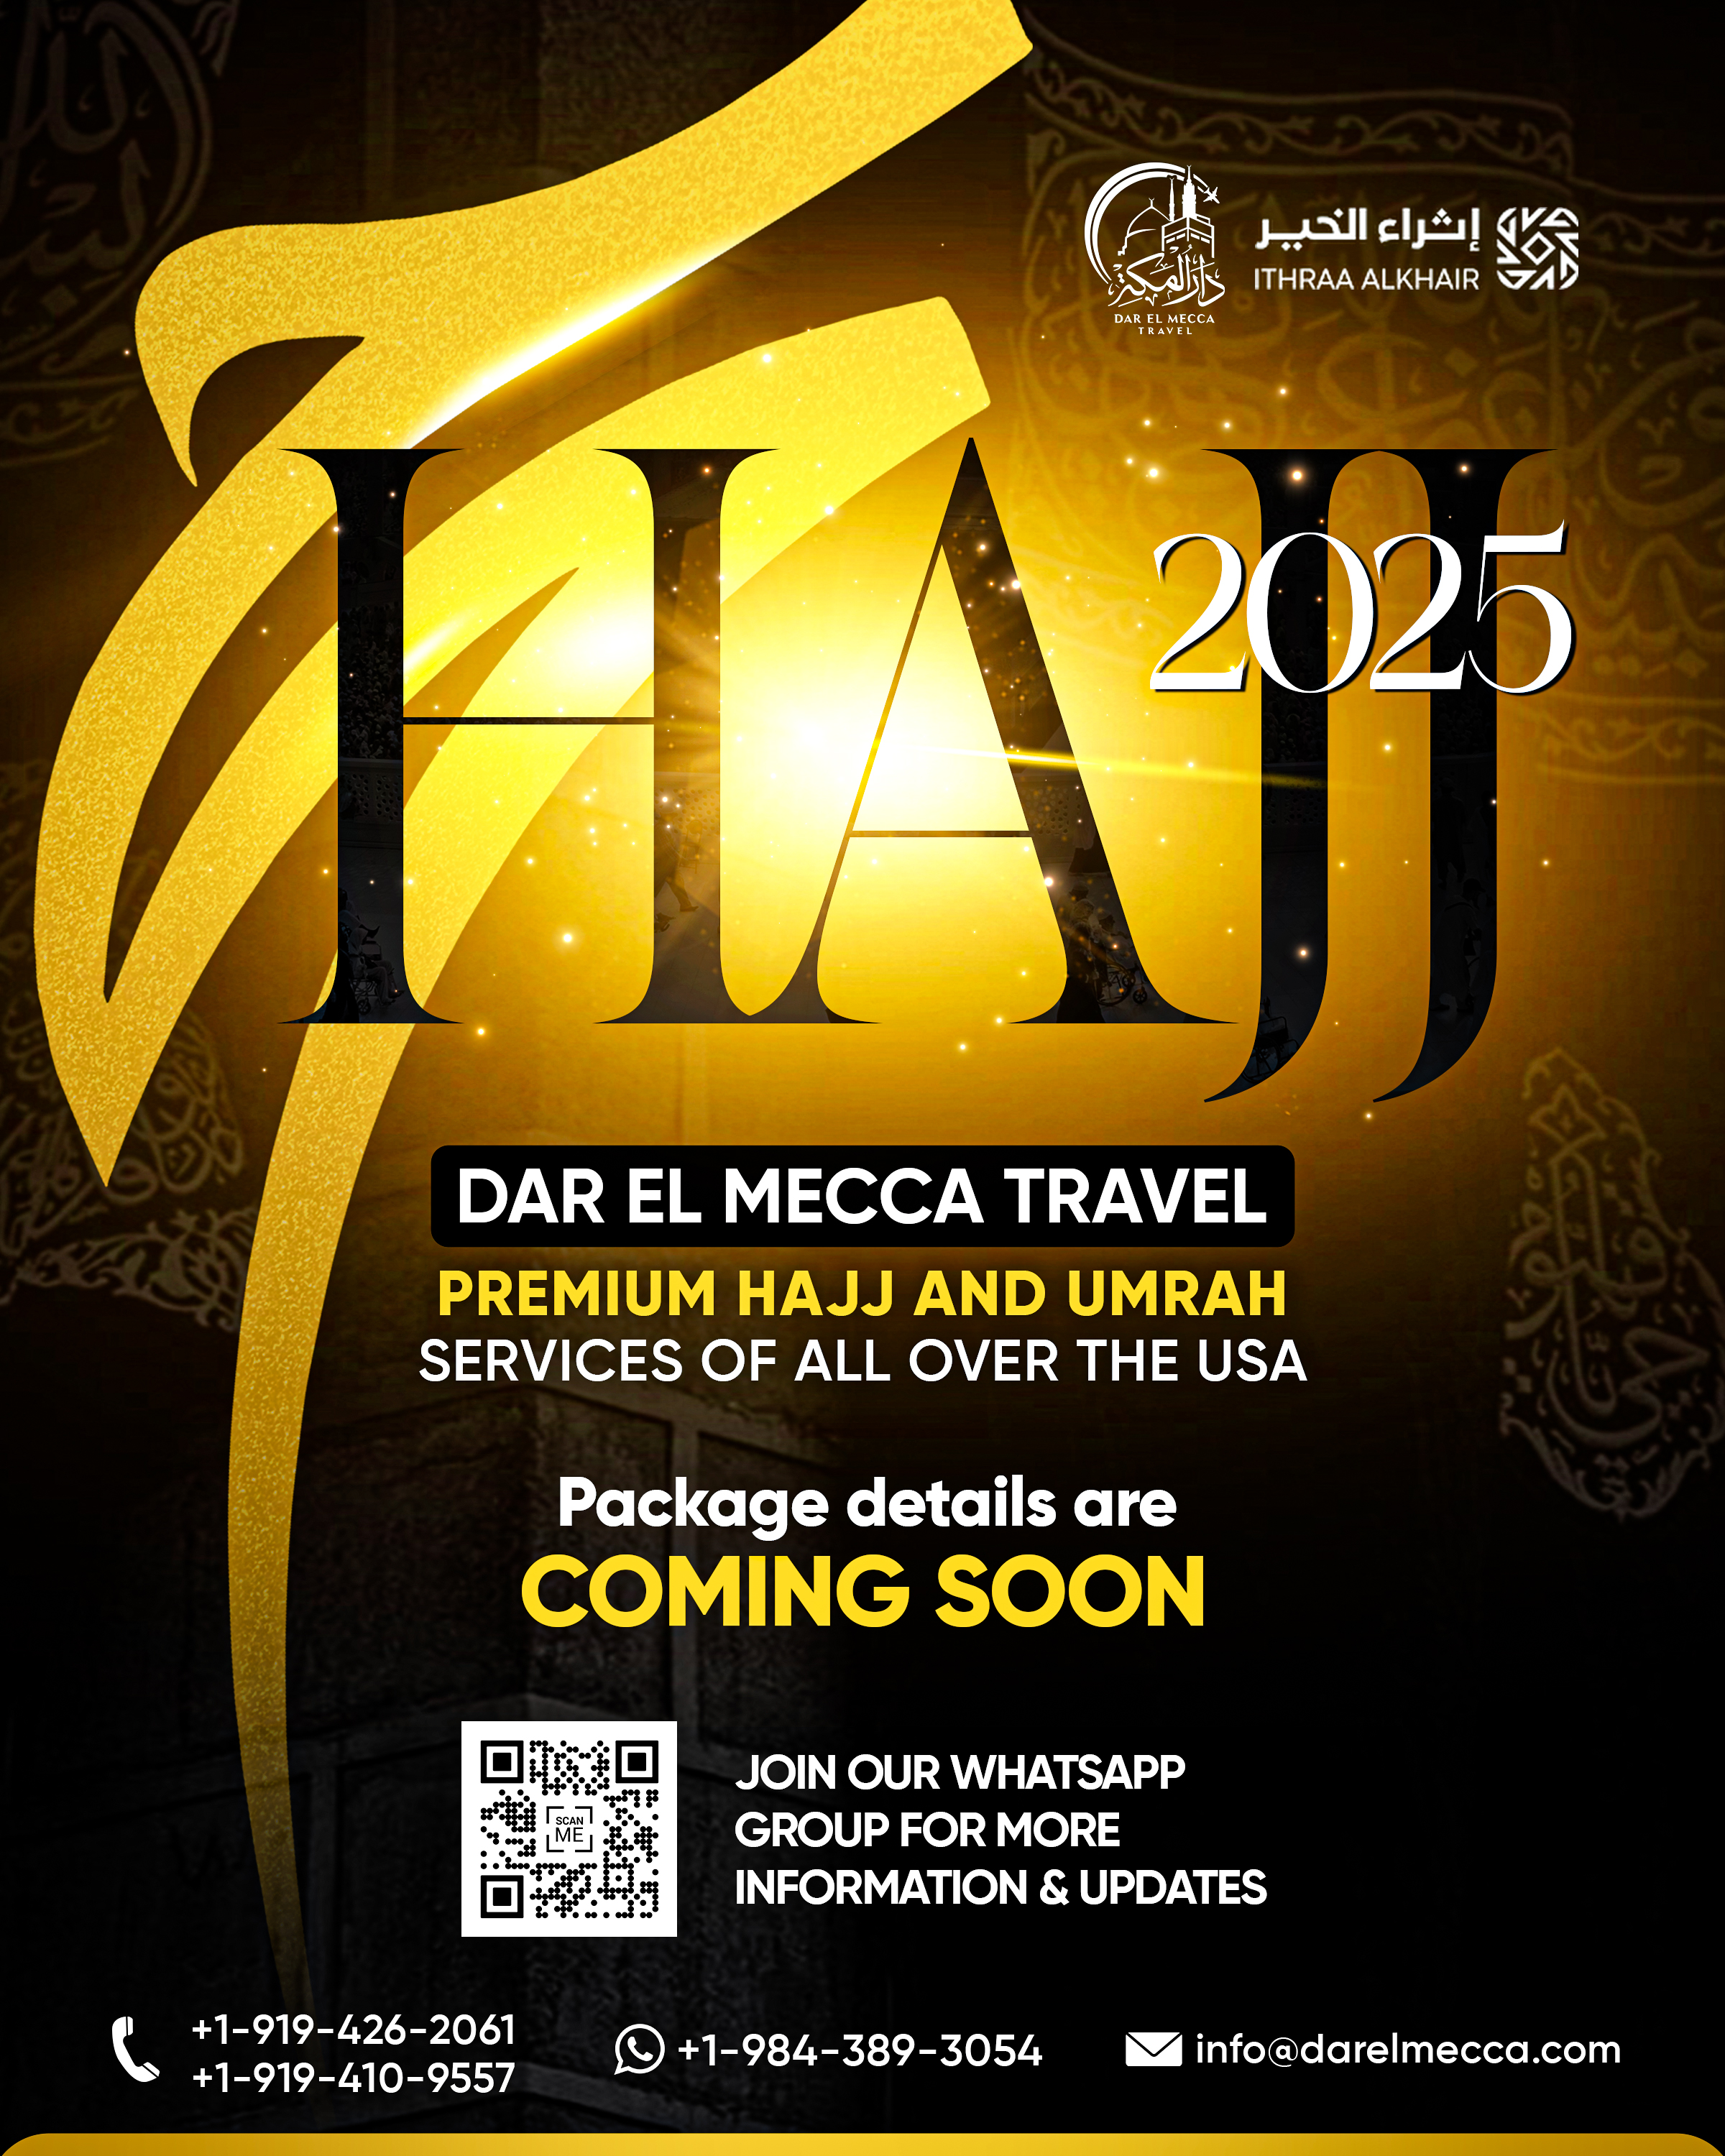 دار المكة
DAR EL MECCA
TRAVEL
إثراء الخير
ITHRAA ALKHAIR
HAJJ
2025
DAR EL MECCA TRAVEL
PREMIUM HAJJ AND UMRAH
SERVICES OF ALL OVER THE USA
Package details are
COMING SOON
SCAN
ME
JOIN OUR WHATSAPP
GROUP FOR MORE
INFORMATION & UPDATES
+1-919-426-2061
+1-919-410-9557
+1-984-389-3054
info@darelmecca.com